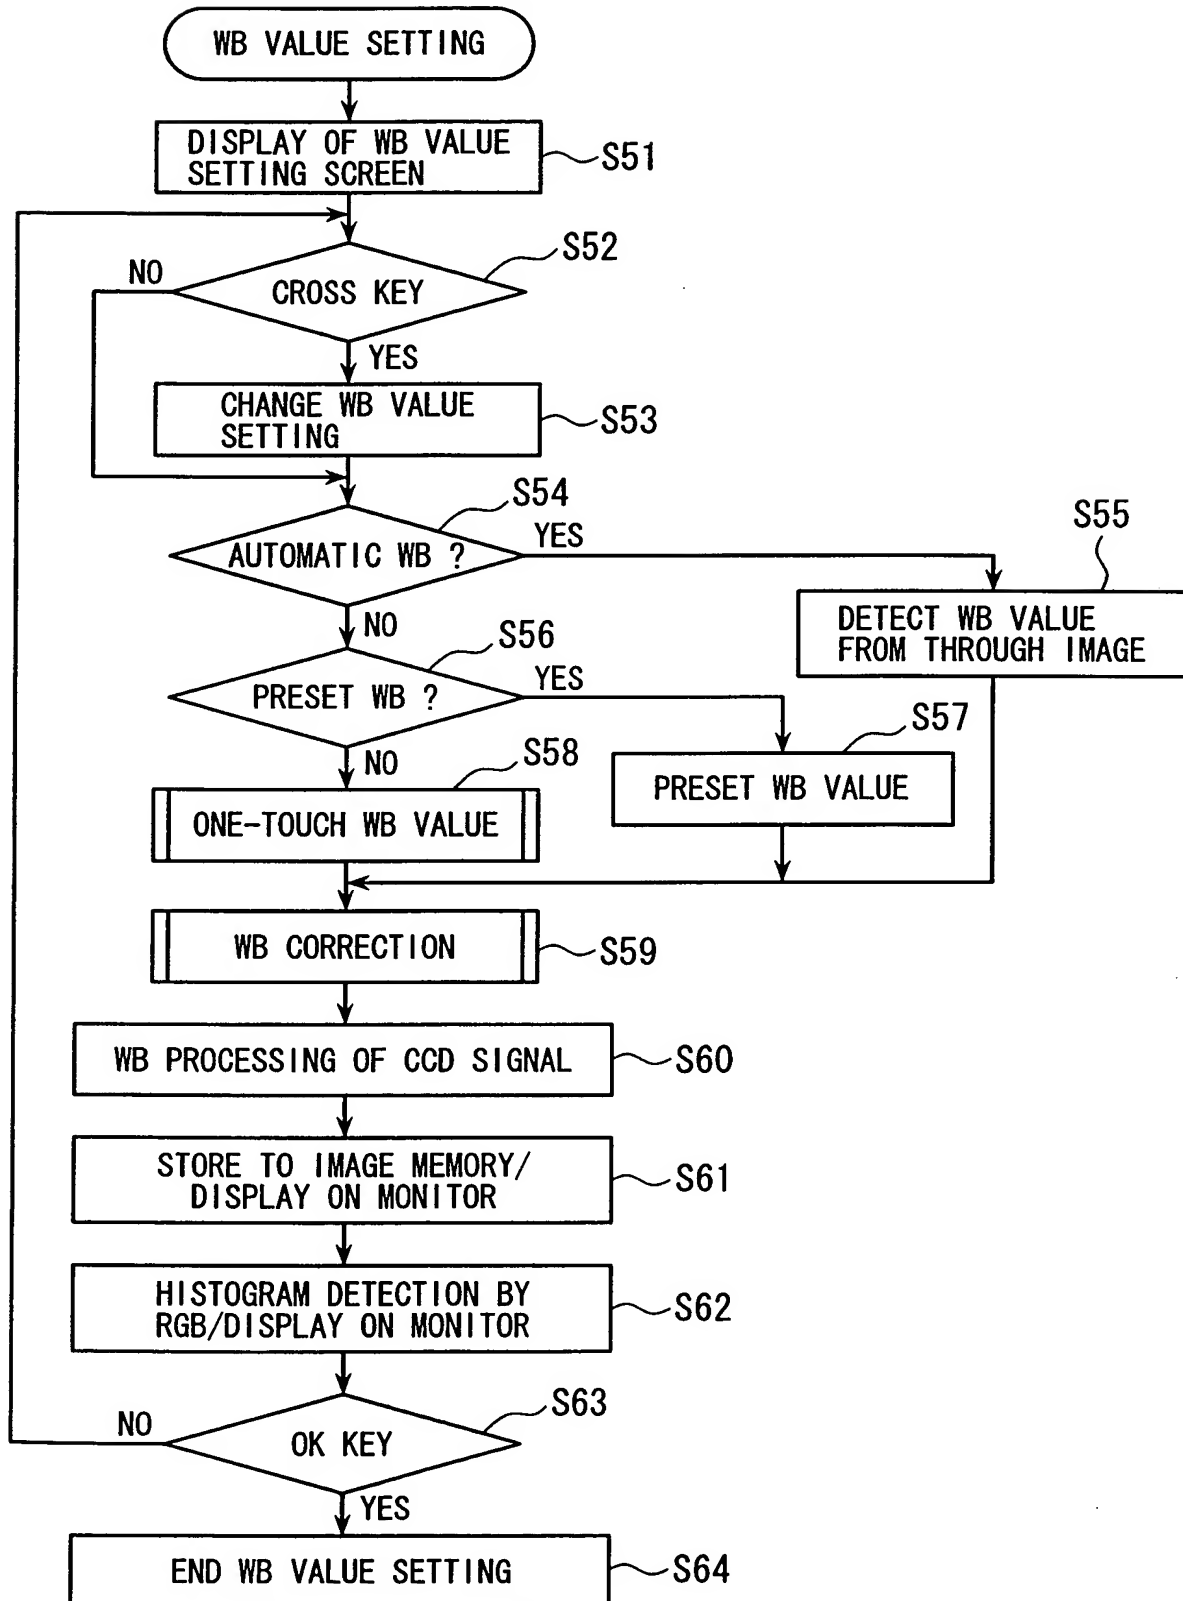 WB VALUE SETTING
DISPLAY OF WB VALUE
SETTING SCREEN
S51
S52
NO
CROSS KEY
YES
CHANGE WB VALUE
SETTING
S53
S54
AUTOMATIC WB ?
YES
S55
DETECT WB VALUE
FROM THROUGH IMAGE
NO
S56
PRESET WB ?
YES
S57
PRESET WB VALUE
NO
S58
ONE-TOUCH WB VALUE
WB CORRECTION
S59
WB PROCESSING OF CCD SIGNAL
S60
STORE TO IMAGE MEMORY/
DISPLAY ON MONITOR
S61
HISTOGRAM DETECTION BY
RGB/DISPLAY ON MONITOR
S62
S63
NO
OK KEY
YES
END WB VALUE SETTING
S64